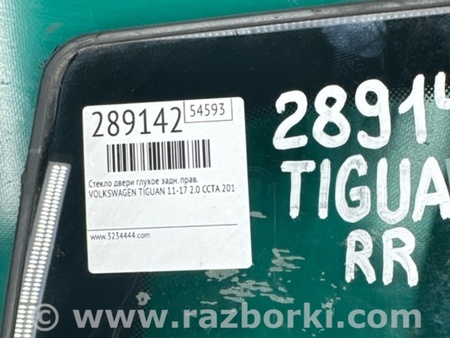 54593
289142
Стекло двери глухое задн. прав.
VOLKSWAGEN TIGUAN 11-17 2.0 CCTA 201
www.3234444.com
28914
TIGUA
RR
www.razborki.com